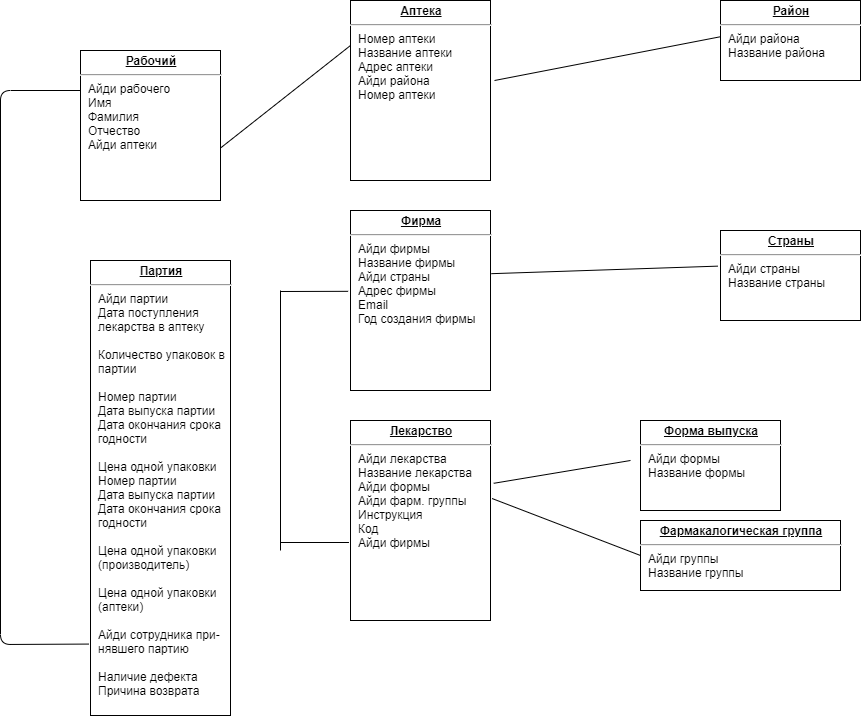 Рабочий
Айди рабочего
Имя
Фамилия
Отчество
Айди аптеки
Аптека
Номер аптеки
Название аптеки
Адрес аптеки
Айди района
Номер аптеки
Район
Айди района
Название района
Фирма
Айди фирмы
Название фирмы
Айди страны
Адрес фирмы
Email
Год создания фирмы
Страны
Айди страны
Название страны
Партия
Айди партии
Дата поступления
лекарства в аптеку
Количество упаковок в
партии
Номер партии
Дата выпуска партии
Дата окончания срока
годности
Цена одной упаковки
Номер партии
Дата выпуска партии
Дата окончания срока
годности
Цена одной упаковки
(производитель)
Цена одной упаковки
(аптеки)
Айди сотрудника при-
нявшего партию
Наличие дефекта
Причина возврата
Лекарство
Айди лекарства
Название лекарства
Айди формы
Айди фарм. группы
Инструкция
Код
Айди фирмы
Форма выпуска
Айди формы
Название формы
Фармакалогическая группа
Айди группы
Название группы